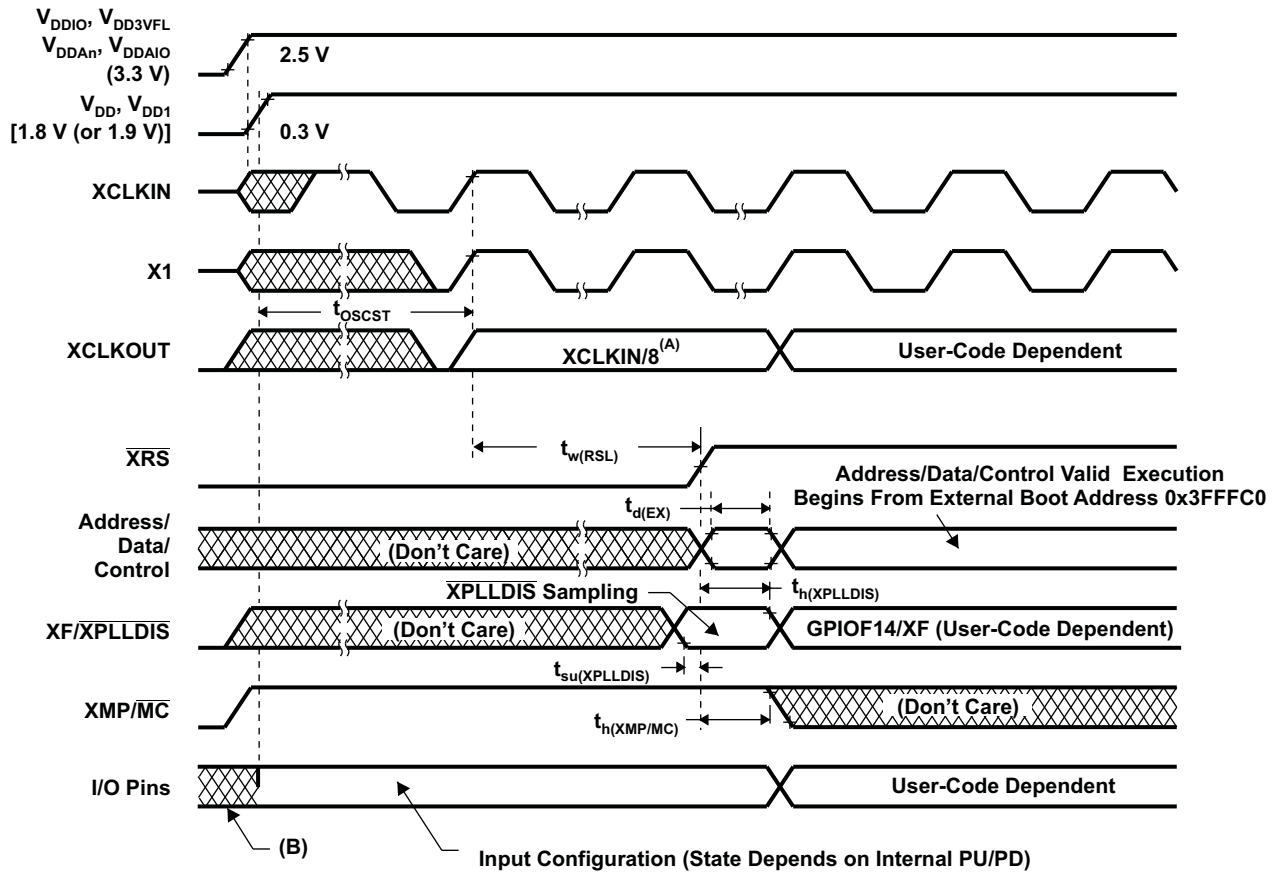 V_DDIO, V_DD3VFL
V_DDAn, V_DDAIO
(3.3 V)
2.5 V
V_DD, V_DD1
[1.8 V (or 1.9 V)]
0.3 V
XCLKIN
X1
t_OSCST
XCLKOUT
XCLKIN/8^(A)
User-Code Dependent
t_w(RSL)
X̅R̅S̅
Address/Data/Control Valid Execution
Begins From External Boot Address 0x3FFFC0
t_d(EX)
Address/
Data/
Control
(Don't Care)
X̅P̅L̅L̅D̅I̅S̅ Sampling
t_h(XPLLDIS)
XF/X̅P̅L̅L̅D̅I̅S̅
(Don't Care)
GPIOF14/XF (User-Code Dependent)
t_su(XPLLDIS)
XMP/M̅C̅
(Don't Care)
t_h(XMP/MC)
I/O Pins
User-Code Dependent
(B)
Input Configuration (State Depends on Internal PU/PD)